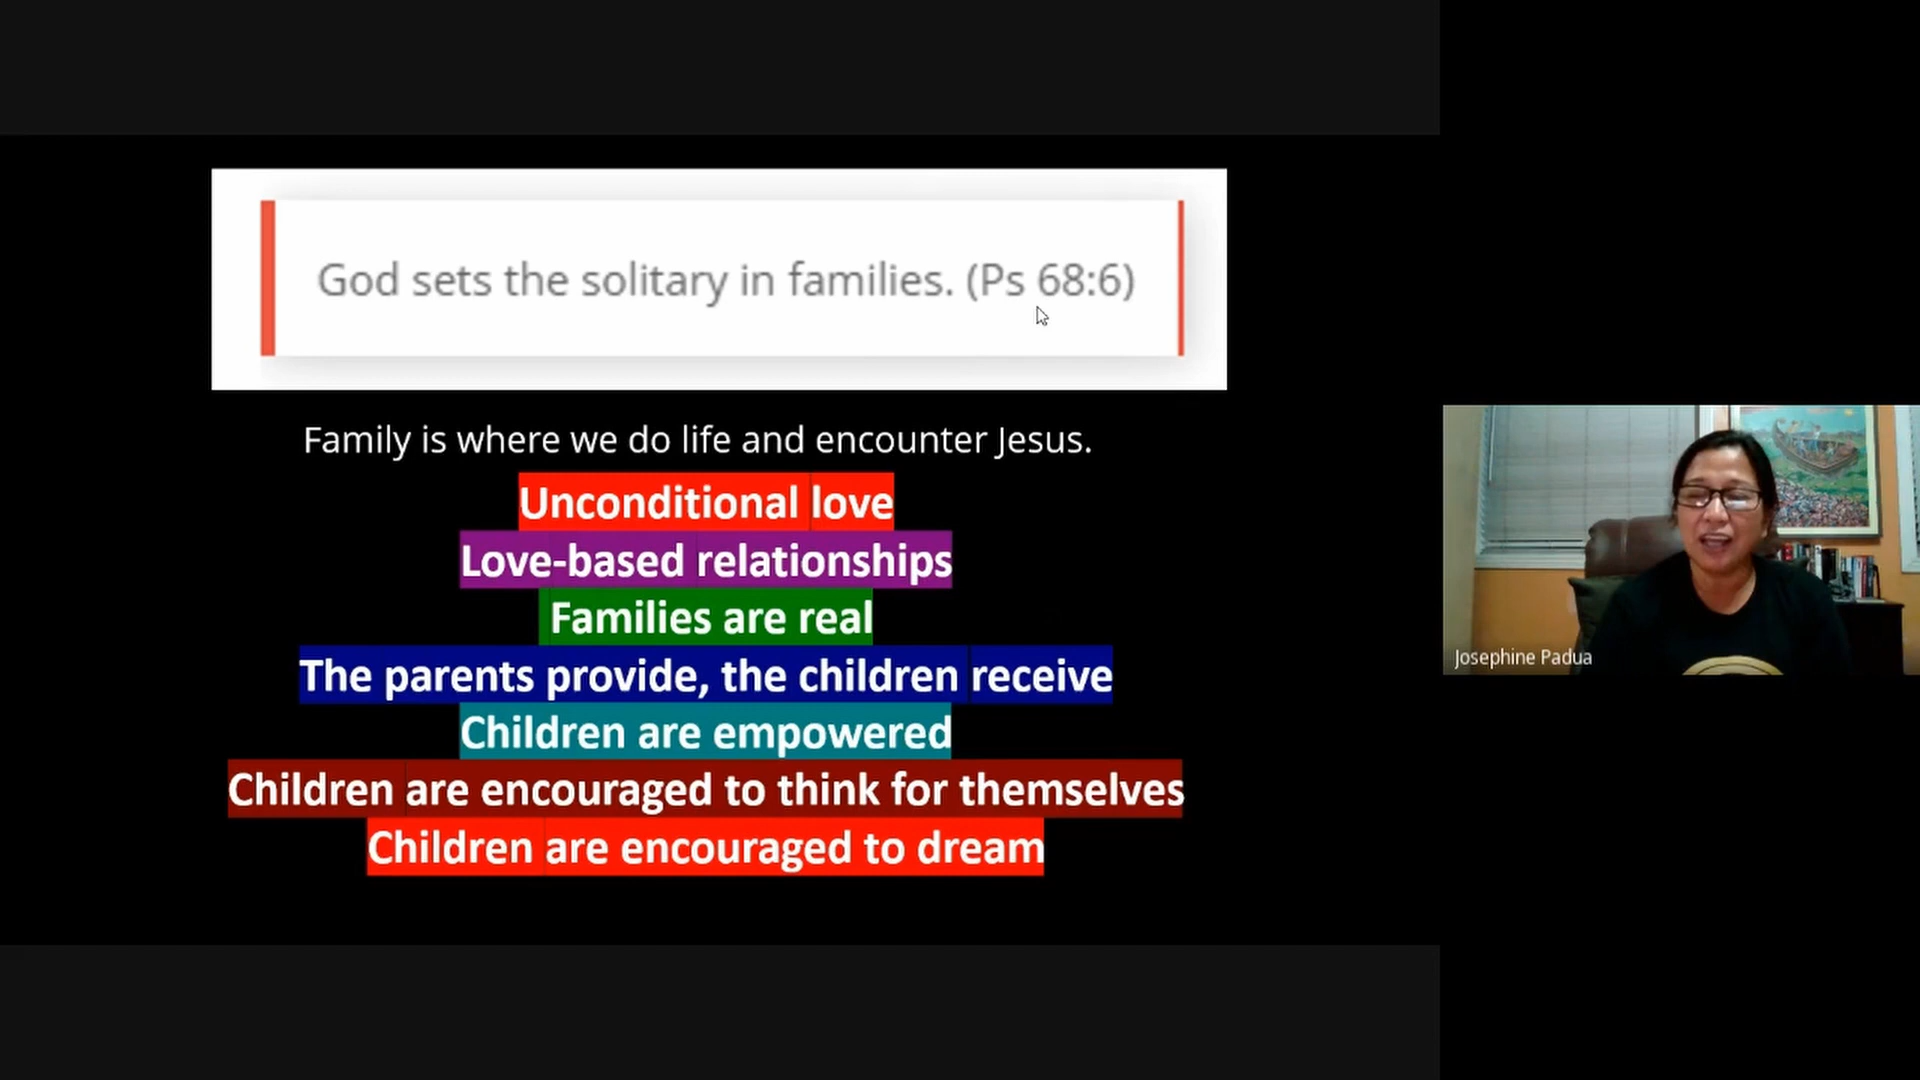 God sets the solitary in families. (Ps 68:6)
Family is where we do life and encounter Jesus.
Unconditional love
Love-based relationships
Families are real
The parents provide, the children receive
Children are empowered
Children are encouraged to think for themselves
Children are encouraged to dream
Josephine Padua